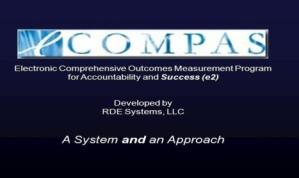 eCOMPAS
Electronic Comprehensive Outcomes Measurement Program
for Accountability and Success (e2)
Developed by
RDE Systems, LLC
A System and an Approach